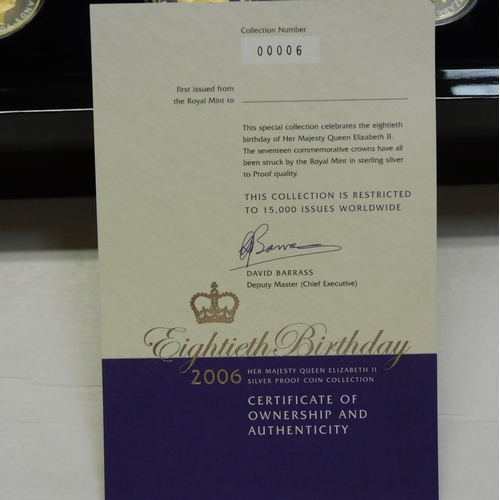 Collection Number
00006
First issued from
the Royal Mint to
This special collection celebrates the eightieth
birthday of Her Majesty Queen Elizabeth II.
The seventeen commemorative crowns have all
been struck by the Royal Mint in sterling silver
to Proof quality.
THIS COLLECTION IS RESTRICTED
TO 15,000 ISSUES WORLDWIDE
DAVID BARRASS
Deputy Master (Chief Executive)
Eightieth Birthday
2006 HER MAJESTY QUEEN ELIZABETH II
SILVER PROOF COIN COLLECTION
CERTIFICATE OF
OWNERSHIP AND
AUTHENTICITY